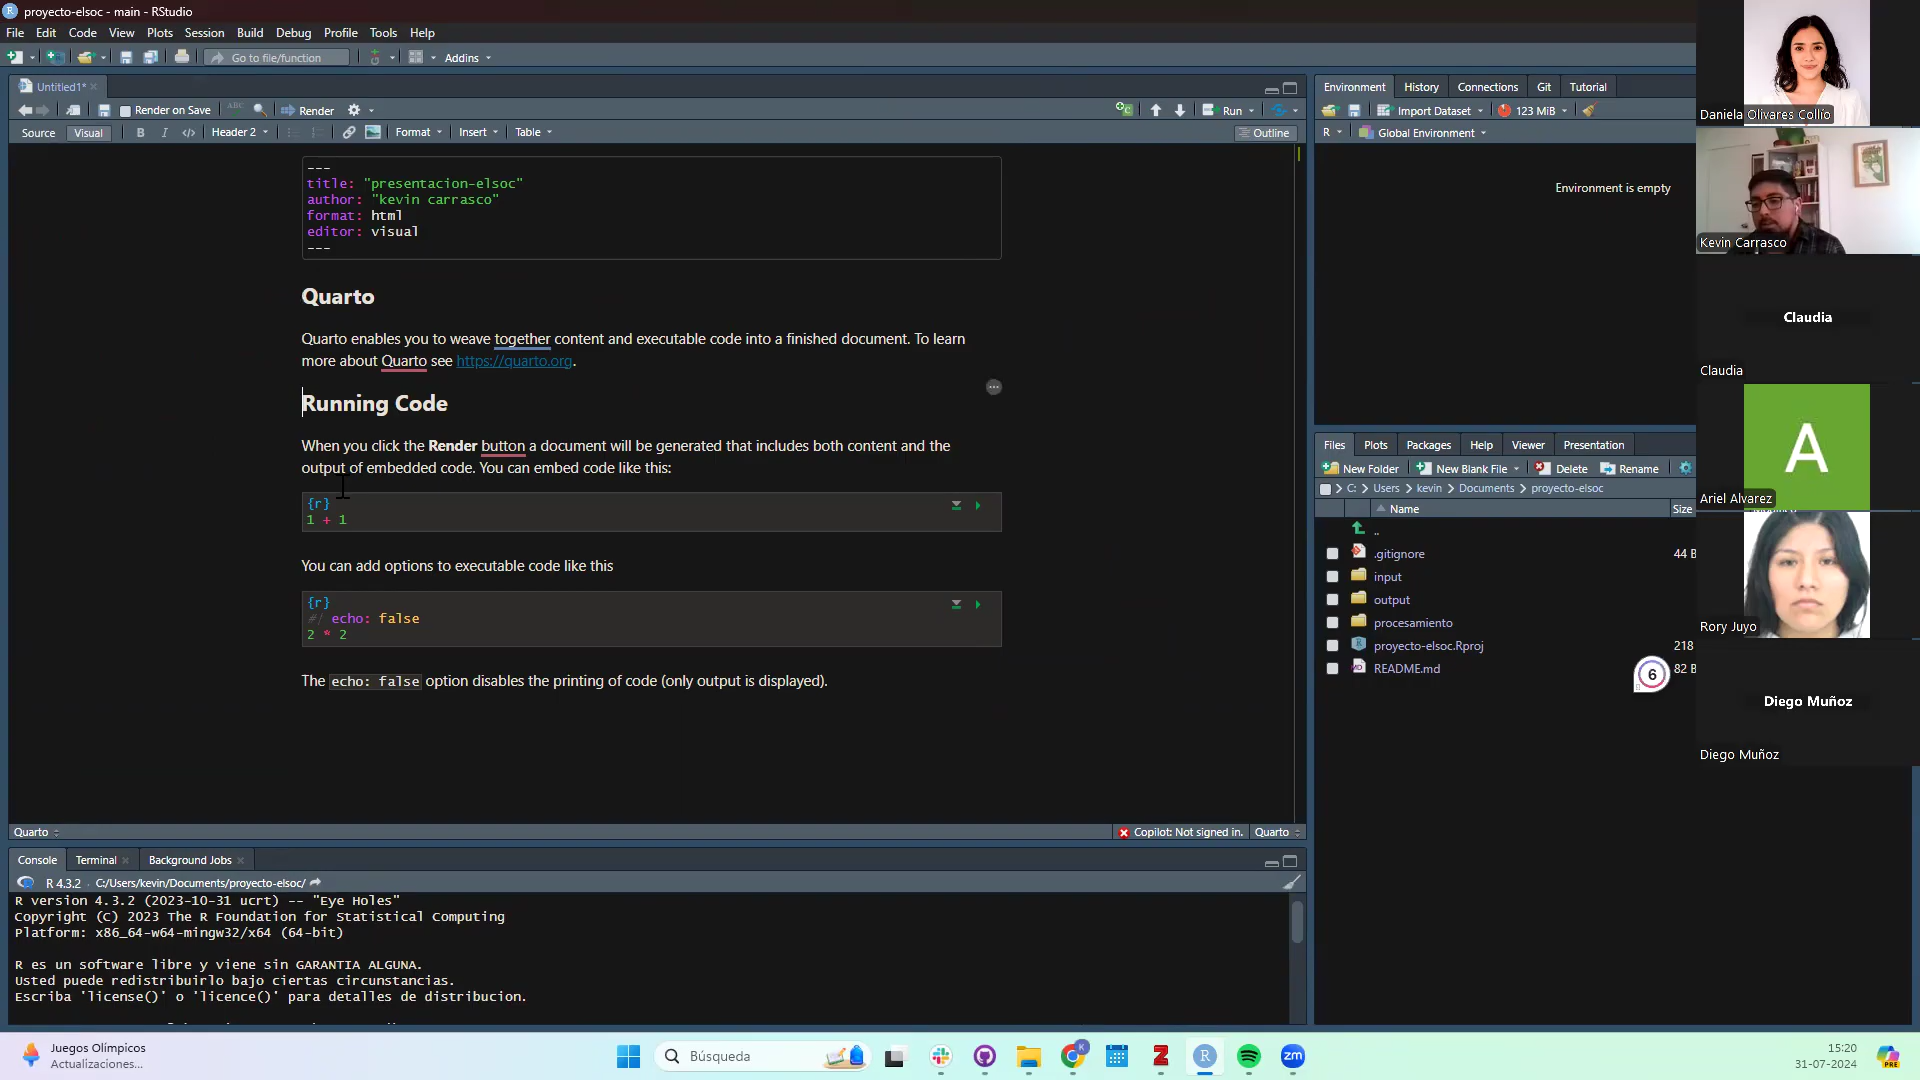 proyecto-elsoc - main - RStudio
File Edit Code View Plots Session Build Debug Profile Tools Help
Go to file/function Addins
Untitled1*
Render on Save ABC Render Run
Source Visual B I </> Header 2 Format Insert Table Outline
---
title: "presentacion-elsoc"
author: "kevin carrasco"
format: html
editor: visual
---
Quarto
Quarto enables you to weave together content and executable code into a finished document. To learn
more about Quarto see https://quarto.org.
Running Code
When you click the Render button a document will be generated that includes both content and the
output of embedded code. You can embed code like this:
{r}
1 + 1
You can add options to executable code like this
{r}
#| echo: false
2 * 2
The echo: false option disables the printing of code (only output is displayed).
Quarto Copilot: Not signed in. Quarto
Console Terminal Background Jobs
R 4.3.2 · C:/Users/kevin/Documents/proyecto-elsoc/
R version 4.3.2 (2023-10-31 ucrt) -- "Eye Holes"
Copyright (C) 2023 The R Foundation for Statistical Computing
Platform: x86_64-w64-mingw32/x64 (64-bit)
R es un software libre y viene sin GARANTIA ALGUNA.
Usted puede redistribuirlo bajo ciertas circunstancias.
Escriba 'license()' o 'licence()' para detalles de distribucion.
Environment History Connections Git Tutorial
Import Dataset 123 MiB
R Global Environment
Environment is empty
Files Plots Packages Help Viewer Presentation
New Folder New Blank File Delete Rename
C: Users kevin Documents proyecto-elsoc
Name Size
..
.gitignore 44 B
input
output
procesamiento
proyecto-elsoc.Rproj 218
README.md 82 B
6
Daniela Olivares Collío
Kevin Carrasco
Claudia
Claudia
A
Ariel Alvarez
Rory Juyo
Diego Muñoz
Diego Muñoz
Juegos Olímpicos
Actualizaciones...
Búsqueda
K
Z
R
zm
15:20
31-07-2024
PRE